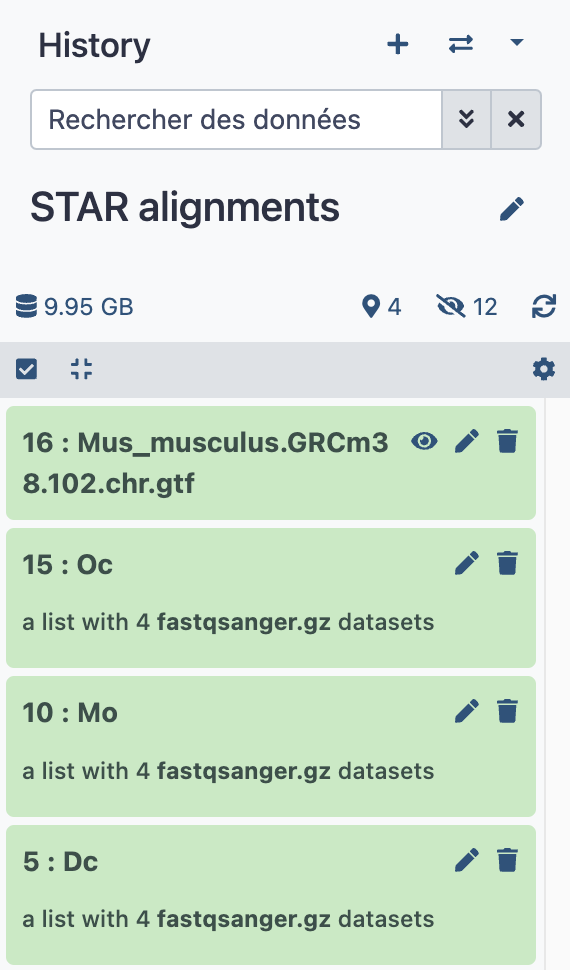 History
Rechercher des données
STAR alignments
9.95 GB
4
12
16 : Mus_musculus.GRCm3
8.102.chr.gtf
15 : Oc
a list with 4 fastqsanger.gz datasets
10 : Mo
a list with 4 fastqsanger.gz datasets
5 : Dc
a list with 4 fastqsanger.gz datasets